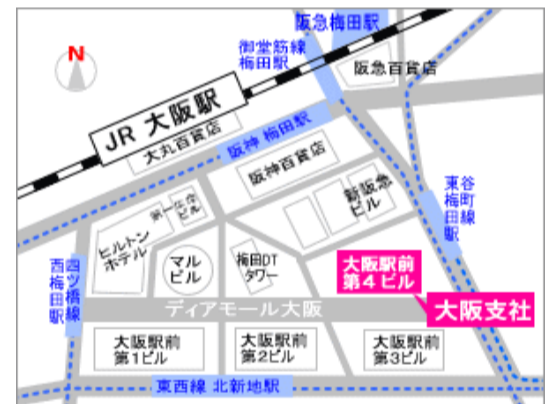 阪急梅田駅
御堂筋線
梅田駅
N
阪急百貨店
JR 大阪駅
大丸百貨店
阪神 梅田駅
阪神百貨店
第一生命
ビル
新阪急
ビル
谷町線
東梅田駅
ヒルトン
ホテル
マル
ビル
梅田DT
タワー
大阪駅前
第4ビル
四ツ橋線
西梅田駅
ディアモール大阪
大阪支社
大阪駅前
第1ビル
大阪駅前
第2ビル
大阪駅前
第3ビル
東西線 北新地駅